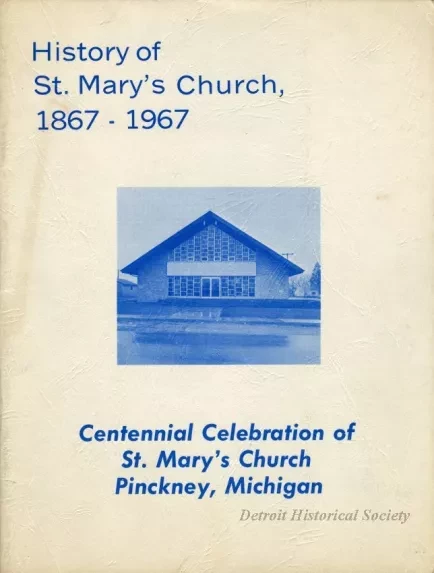 History of
St. Mary's Church,
1867 - 1967
Centennial Celebration of
St. Mary's Church
Pinckney, Michigan
Detroit Historical Society